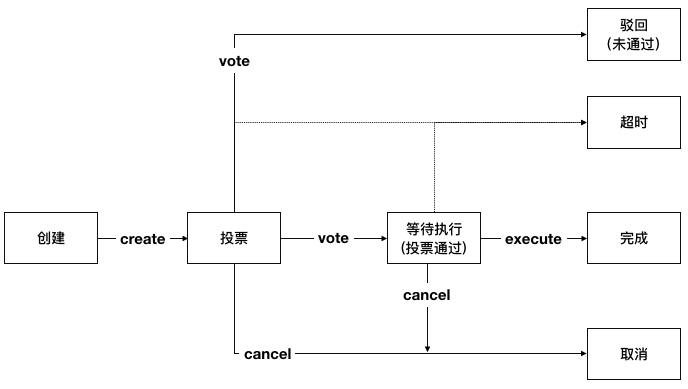 驳回
(未通过)
vote
超时
创建
create
投票
vote
等待执行
(投票通过)
execute
完成
cancel
cancel
取消